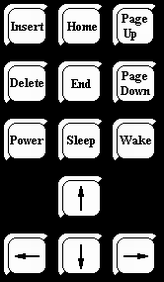 Insert Home Page Up
Delete End Page Down
Power Sleep Wake